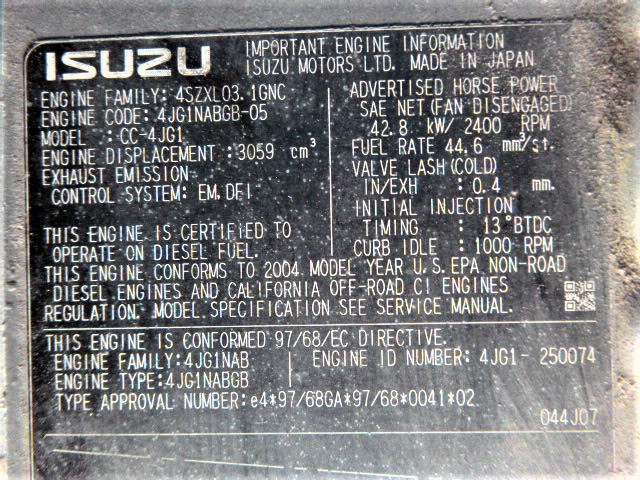 ISUZU
IMPORTANT ENGINE INFORMATION
ISUZU MOTORS LTD. MADE IN JAPAN
ENGINE FAMILY: 4SZXL03.1GNC
ENGINE CODE: 4JG1NABGB-05
MODEL : CC-4JG1
ENGINE DISPLACEMENT: 3059 cm³
EXHAUST EMISSION
CONTROL SYSTEM: EM, DFI
THIS ENGINE IS CERTIFIED TO
OPERATE ON DIESEL FUEL.
ADVERTISED HORSE POWER
SAE NET (FAN DISENGAGED)
42.8 kW/ 2400 RPM
FUEL RATE 44.6 mm³/st.
VALVE LASH (COLD)
IN/EXH : 0.4 mm.
INITIAL INJECTION
TIMING : 13°BTDC
CURB IDLE : 1000 RPM
THIS ENGINE CONFORMS TO 2004 MODEL YEAR U.S. EPA NON-ROAD
DIESEL ENGINES AND CALIFORNIA OFF-ROAD CI ENGINES
REGULATION. MODEL SPECIFICATION SEE SERVICE MANUAL.
THIS ENGINE IS CONFORMED 97/68/EC DIRECTIVE.
ENGINE FAMILY:4JG1NAB
ENGINE ID NUMBER: 4JG1- 250074
ENGINE TYPE:4JG1NABGB
TYPE APPROVAL NUMBER:e4*97/68GA*97/68*0041*02
044J07